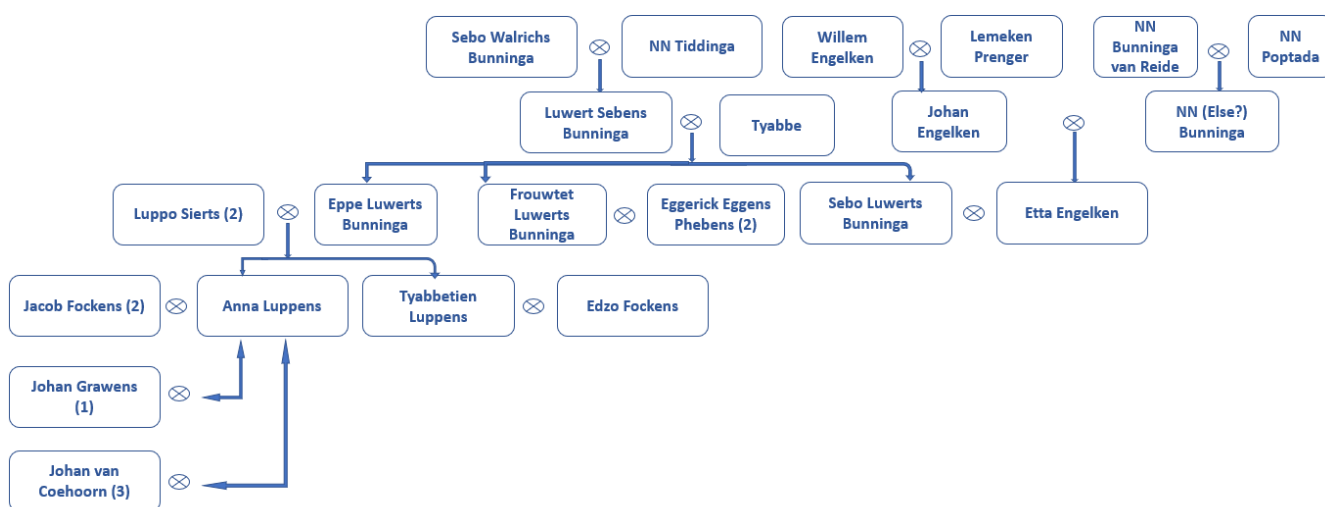 Sebo Walrichs
Bunninga
NN Tiddinga
Willem
Engelken
Lemeken
Prenger
NN
Bunninga
van Reide
NN
Poptada
Luwert Sebens
Bunninga
Tyabbe
Johan
Engelken
NN (Else?)
Bunninga
Luppo Sierts (2)
Eppe Luwerts
Bunninga
Frouwtet
Luwerts
Bunninga
Eggerick Eggens
Phebens (2)
Sebo Luwerts
Bunninga
Etta Engelken
Jacob Fockens (2)
Anna Luppens
Tyabbetien
Luppens
Edzo Fockens
Johan Grawens
(1)
Johan van
Coehoorn (3)